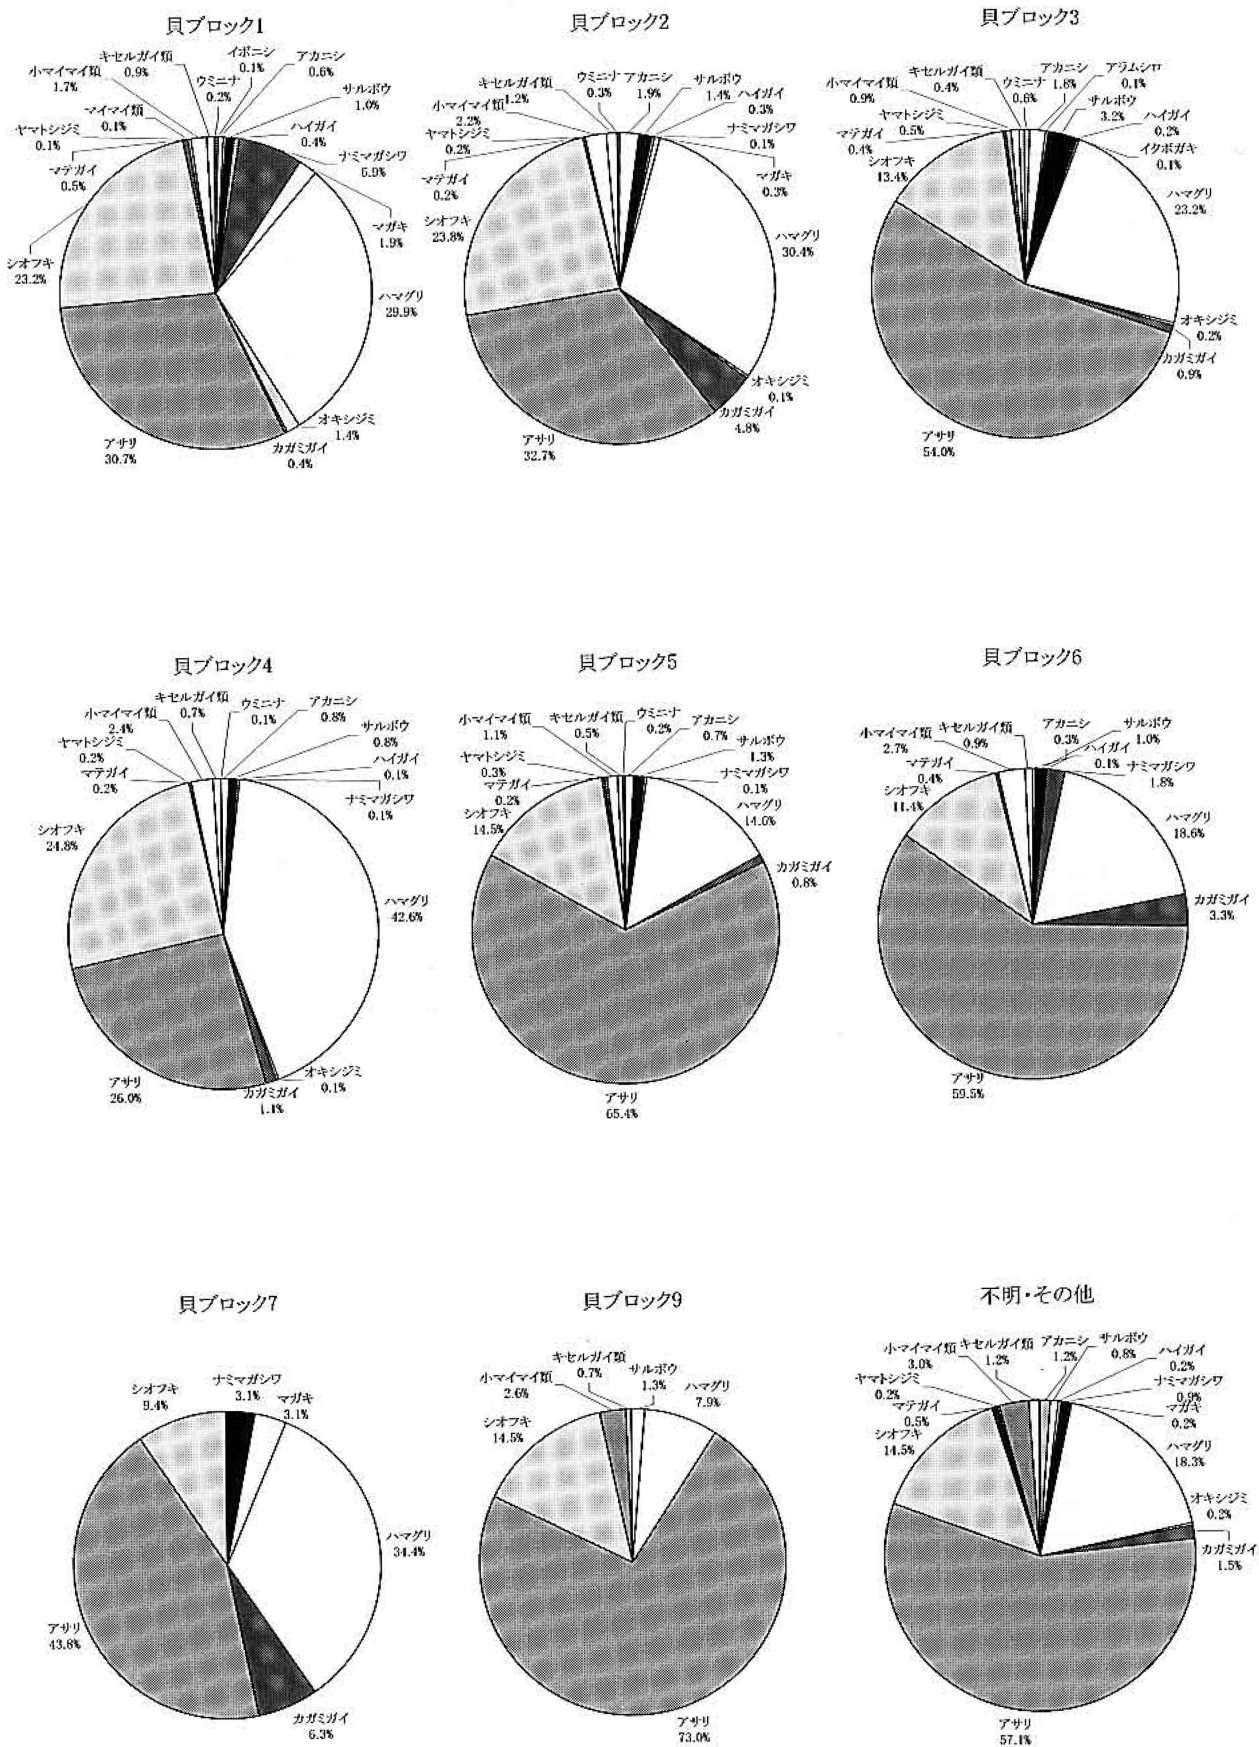 貝ブロック1
キセルガイ類
0.9%
イボニシ
0.1%
アカニシ
0.6%
小マイマイ類
1.7%
ウミニナ
0.2%
サルボウ
1.0%
マイマイ類
0.1%
ハイガイ
0.4%
ヤマトシジミ
0.1%
ナミマガシワ
6.9%
マテガイ
0.5%
マガキ
1.9%
シオフキ
23.2%
ハマグリ
29.9%
オキシジミ
1.4%
カガミガイ
0.4%
アサリ
30.7%
貝ブロック2
キセルガイ類
1.2%
ウミニナ
0.3%
アカニシ
1.9%
サルボウ
1.4%
ハイガイ
0.3%
小マイマイ類
2.2%
ナミマガシワ
0.1%
ヤマトシジミ
0.2%
マガキ
0.3%
マテガイ
0.2%
シオフキ
23.8%
ハマグリ
30.4%
オキシジミ
0.1%
カガミガイ
4.8%
アサリ
32.7%
貝ブロック3
キセルガイ類
0.4%
ウミニナ
0.6%
アカニシ
1.8%
アラムシロ
0.1%
小マイマイ類
0.9%
サルボウ
3.2%
ヤマトシジミ
0.5%
ハイガイ
0.2%
マテガイ
0.4%
イタボガキ
0.1%
シオフキ
13.4%
ハマグリ
23.2%
オキシジミ
0.2%
カガミガイ
0.9%
アサリ
54.0%
貝ブロック4
キセルガイ類
0.7%
ウミニナ
0.1%
アカニシ
0.8%
小マイマイ類
2.4%
サルボウ
0.8%
ヤマトシジミ
0.2%
ハイガイ
0.1%
マテガイ
0.2%
ナミマガシワ
0.1%
シオフキ
24.8%
ハマグリ
42.6%
オキシジミ
0.1%
カガミガイ
1.1%
アサリ
26.0%
貝ブロック5
小マイマイ類
1.1%
キセルガイ類
0.5%
ウミニナ
0.2%
アカニシ
0.7%
サルボウ
1.3%
ヤマトシジミ
0.3%
ナミマガシワ
0.1%
マテガイ
0.2%
ハマグリ
14.6%
シオフキ
14.5%
カガミガイ
0.8%
アサリ
65.4%
貝ブロック6
小マイマイ類
2.7%
キセルガイ類
0.9%
アカニシ
0.3%
サルボウ
1.0%
ハイガイ
0.1%
マテガイ
0.4%
ナミマガシワ
1.8%
シオフキ
11.4%
ハマグリ
18.6%
カガミガイ
3.3%
アサリ
59.5%
貝ブロック7
シオフキ
9.4%
ナミマガシワ
3.1%
マガキ
3.1%
ハマグリ
34.4%
アサリ
43.8%
カガミガイ
6.3%
貝ブロック9
キセルガイ類
0.7%
サルボウ
1.3%
小マイマイ類
2.6%
ハマグリ
7.9%
シオフキ
14.5%
アサリ
73.0%
不明・その他
小マイマイ類
3.0%
キセルガイ類
1.2%
アカニシ
1.2%
サルボウ
0.8%
ハイガイ
0.2%
ヤマトシジミ
0.2%
ナミマガシワ
0.9%
マテガイ
0.5%
マガキ
0.2%
シオフキ
14.5%
ハマグリ
18.3%
オキシジミ
0.2%
カガミガイ
1.5%
アサリ
57.1%